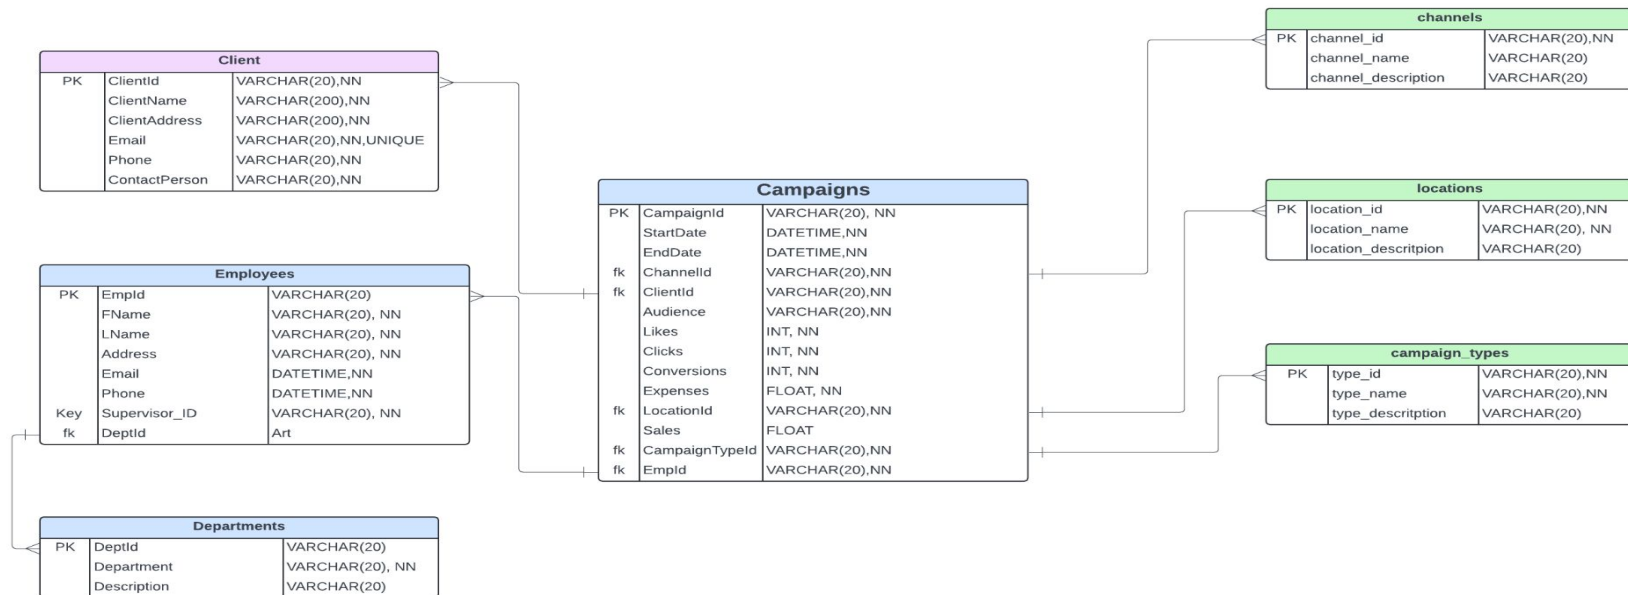 Client
PK ClientId VARCHAR(20),NN
ClientName VARCHAR(200),NN
ClientAddress VARCHAR(200),NN
Email VARCHAR(20),NN,UNIQUE
Phone VARCHAR(20),NN
ContactPerson VARCHAR(20),NN
Employees
PK EmpId VARCHAR(20)
FName VARCHAR(20), NN
LName VARCHAR(20), NN
Address VARCHAR(20), NN
Email DATETIME,NN
Phone DATETIME,NN
Key Supervisor_ID VARCHAR(20), NN
fk DeptId Art
Departments
PK DeptId VARCHAR(20)
Department VARCHAR(20), NN
Description VARCHAR(20)
Campaigns
PK CampaignId VARCHAR(20), NN
StartDate DATETIME,NN
EndDate DATETIME,NN
fk ChannelId VARCHAR(20),NN
fk ClientId VARCHAR(20),NN
Audience VARCHAR(20),NN
Likes INT, NN
Clicks INT, NN
Conversions INT, NN
Expenses FLOAT, NN
fk LocationId VARCHAR(20),NN
Sales FLOAT
fk CampaignTypeId VARCHAR(20),NN
fk EmpId VARCHAR(20),NN
channels
PK channel_id VARCHAR(20),NN
channel_name VARCHAR(20)
channel_description VARCHAR(20)
locations
PK location_id VARCHAR(20),NN
location_name VARCHAR(20), NN
location_descritpion VARCHAR(20)
campaign_types
PK type_id VARCHAR(20),NN
type_name VARCHAR(20),NN
type_descritption VARCHAR(20)